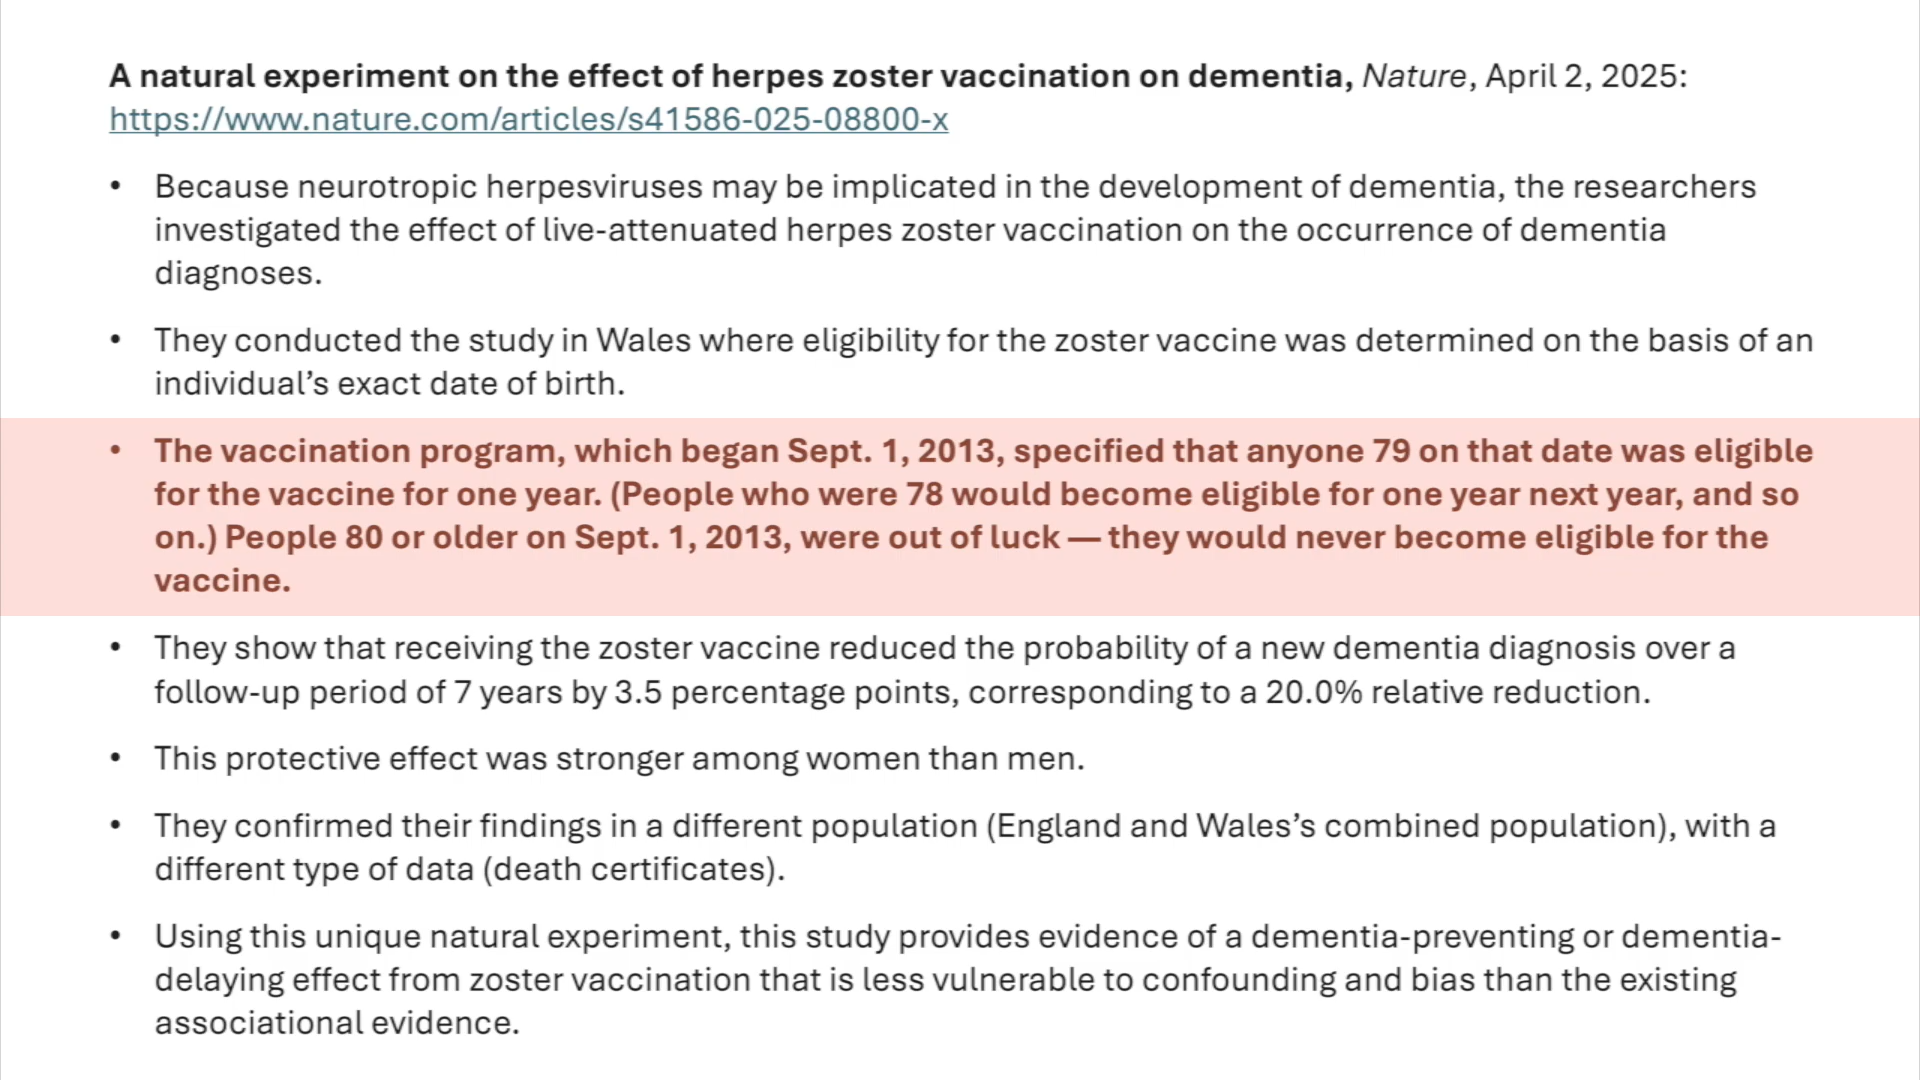 A natural experiment on the effect of herpes zoster vaccination on dementia, Nature, April 2, 2025:
https://www.nature.com/articles/s41586-025-08800-x
• Because neurotropic herpesviruses may be implicated in the development of dementia, the researchers
investigated the effect of live-attenuated herpes zoster vaccination on the occurrence of dementia
diagnoses.
• They conducted the study in Wales where eligibility for the zoster vaccine was determined on the basis of an
individual’s exact date of birth.
• The vaccination program, which began Sept. 1, 2013, specified that anyone 79 on that date was eligible
for the vaccine for one year. (People who were 78 would become eligible for one year next year, and so
on.) People 80 or older on Sept. 1, 2013, were out of luck — they would never become eligible for the
vaccine.
• They show that receiving the zoster vaccine reduced the probability of a new dementia diagnosis over a
follow-up period of 7 years by 3.5 percentage points, corresponding to a 20.0% relative reduction.
• This protective effect was stronger among women than men.
• They confirmed their findings in a different population (England and Wales’s combined population), with a
different type of data (death certificates).
• Using this unique natural experiment, this study provides evidence of a dementia-preventing or dementia-
delaying effect from zoster vaccination that is less vulnerable to confounding and bias than the existing
associational evidence.